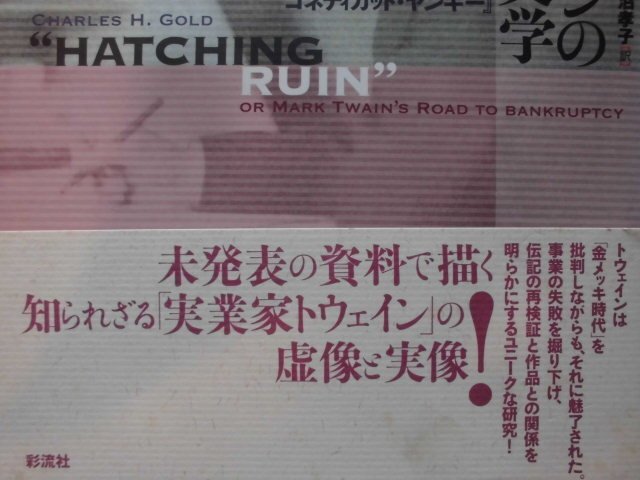 コネティカット・ヤンキー』
ンの
学
沼孝子 訳
CHARLES H. GOLD
“HATCHING
RUIN”
OR MARK TWAIN'S ROAD TO BANKRUPTCY
未発表の資料で描く
知られざる「実業家トウェイン」の
虚像と実像!
トウェインは
「金メッキ時代」を
批判しながらも、それに魅了された。
事業の失敗を掘り下げ、
伝記の再検証と作品との関係を
明らかにするユニークな研究!
彩流社